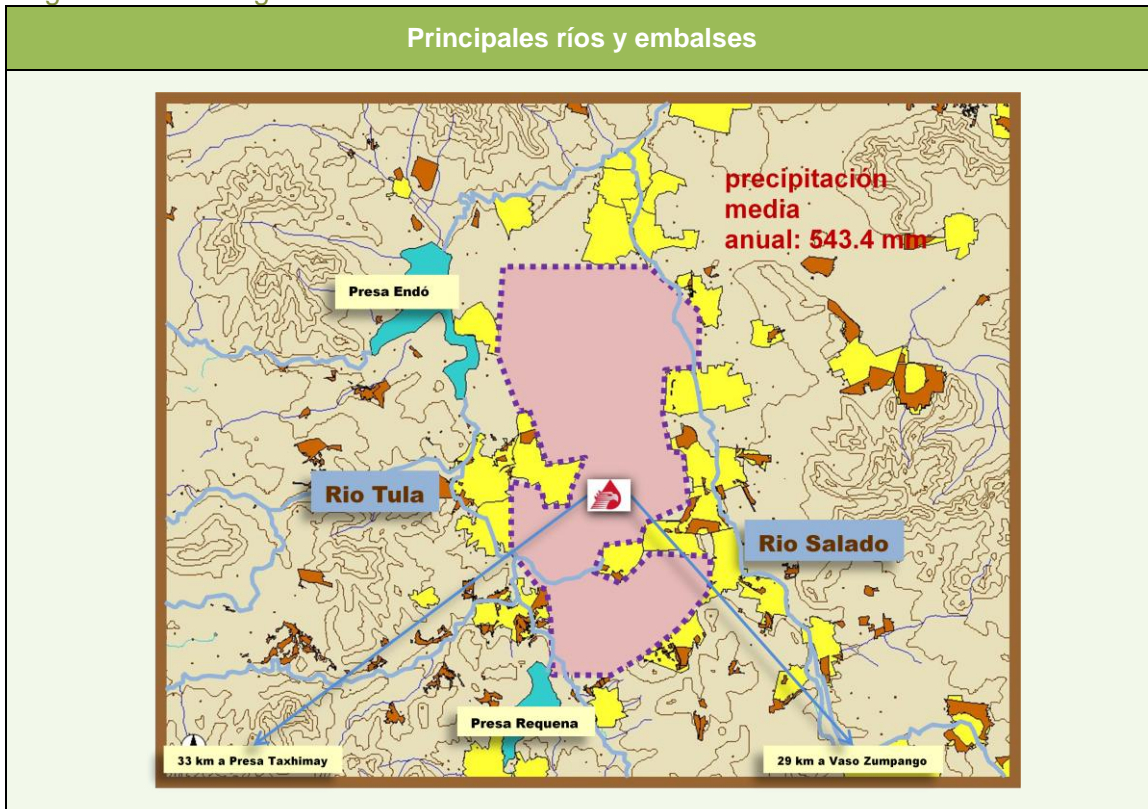 Principales ríos y embalses
precipitación
media
anual: 543.4 mm
Presa Endó
Rio Tula
Rio Salado
Presa Requena
33 km a Presa Taxhimay
29 km a Vaso Zumpango